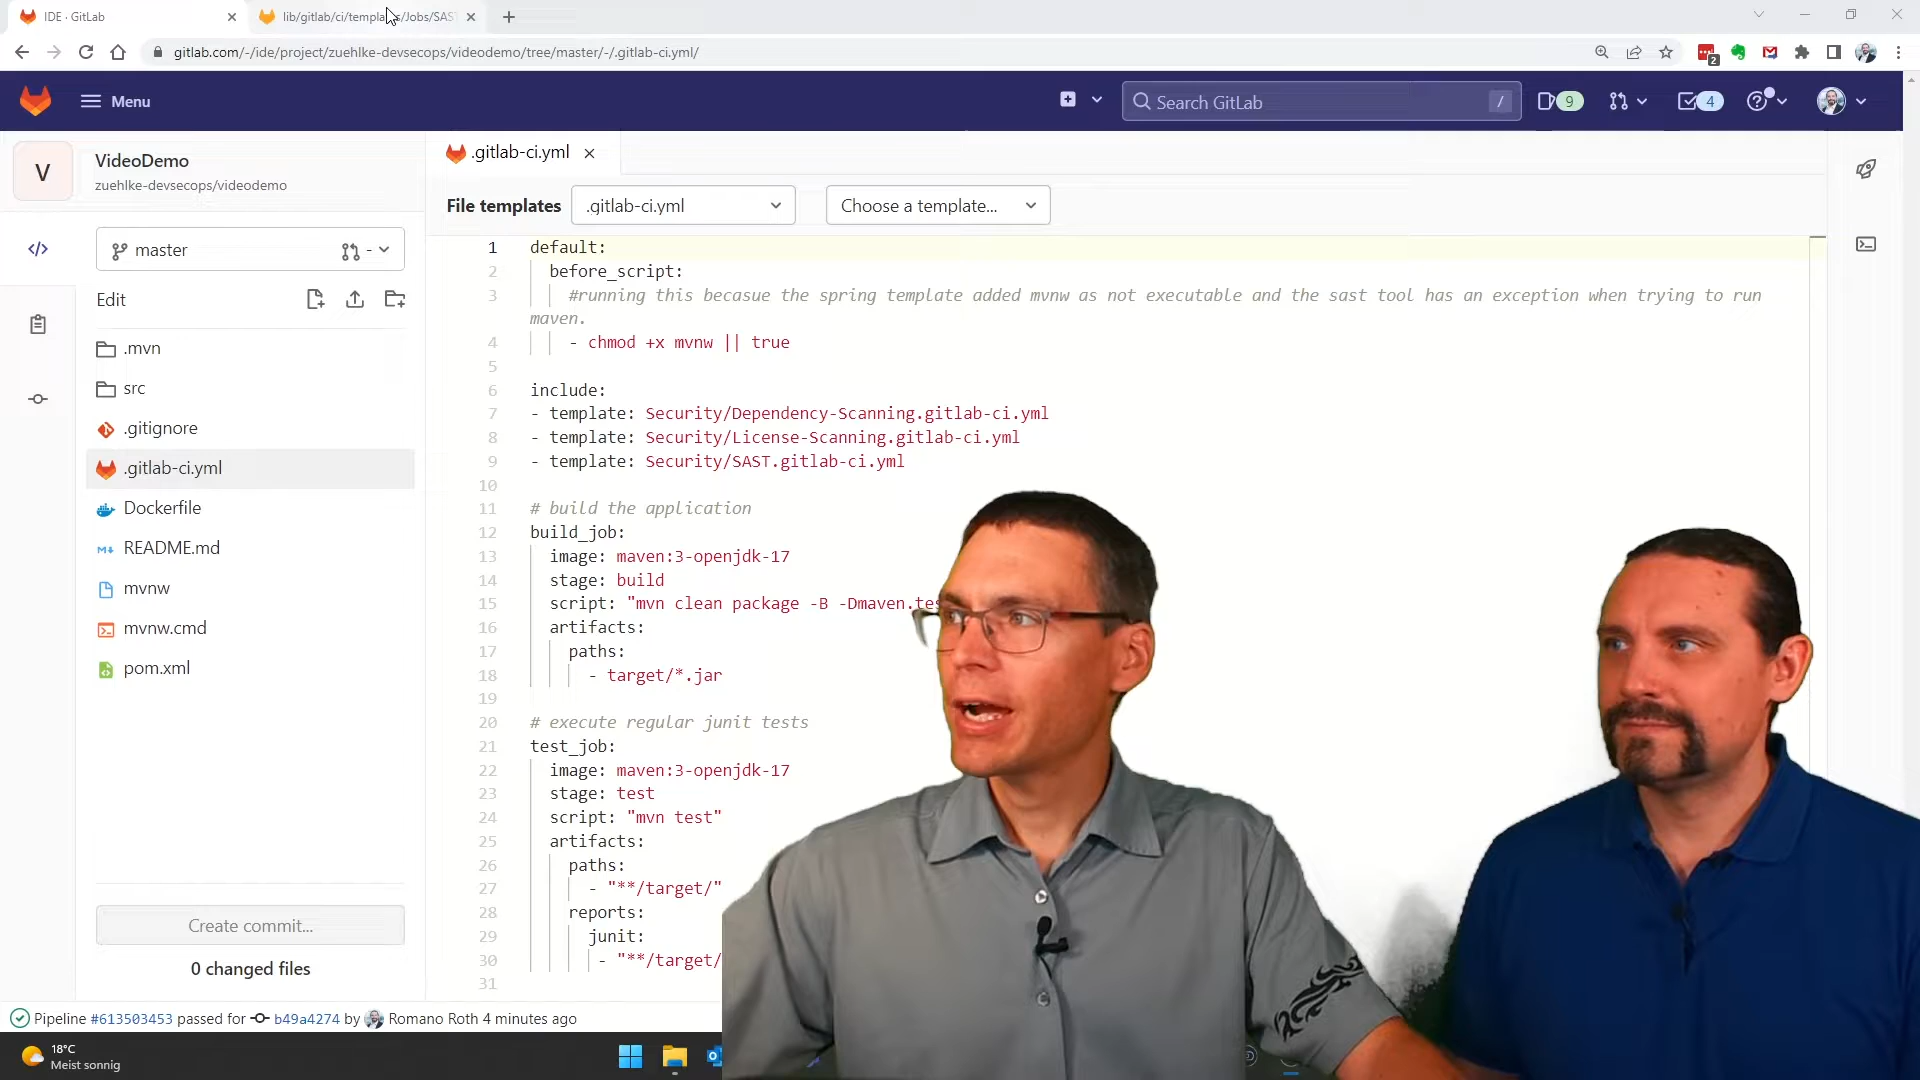 IDE · GitLab
lib/gitlab/ci/templates/Jobs/SAST
gitlab.com/-/ide/project/zuehlke-devsecops/videodemo/tree/master/-/.gitlab-ci.yml/
2
Menu
Search GitLab
/
9
4
V
VideoDemo
zuehlke-devsecops/videodemo
.gitlab-ci.yml
File templates
.gitlab-ci.yml
Choose a template...
master
-
Edit
.mvn
src
.gitignore
.gitlab-ci.yml
Dockerfile
README.md
mvnw
mvnw.cmd
pom.xml
Create commit...
0 changed files
1 default:
2 before_script:
3 #running this becasue the spring template added mvnw as not executable and the sast tool has an exception when trying to run
maven.
4 - chmod +x mvnw || true
5
6 include:
7 - template: Security/Dependency-Scanning.gitlab-ci.yml
8 - template: Security/License-Scanning.gitlab-ci.yml
9 - template: Security/SAST.gitlab-ci.yml
10
11 # build the application
12 build_job:
13 image: maven:3-openjdk-17
14 stage: build
15 script: "mvn clean package -B -Dmaven.tes
16 artifacts:
17 paths:
18 - target/*.jar
19
20 # execute regular junit tests
21 test_job:
22 image: maven:3-openjdk-17
23 stage: test
24 script: "mvn test"
25 artifacts:
26 paths:
27 - "**/target/"
28 reports:
29 junit:
30 - "**/target/
31
Pipeline #613503453 passed for b49a4274 by Romano Roth 4 minutes ago
18°C
Meist sonnig